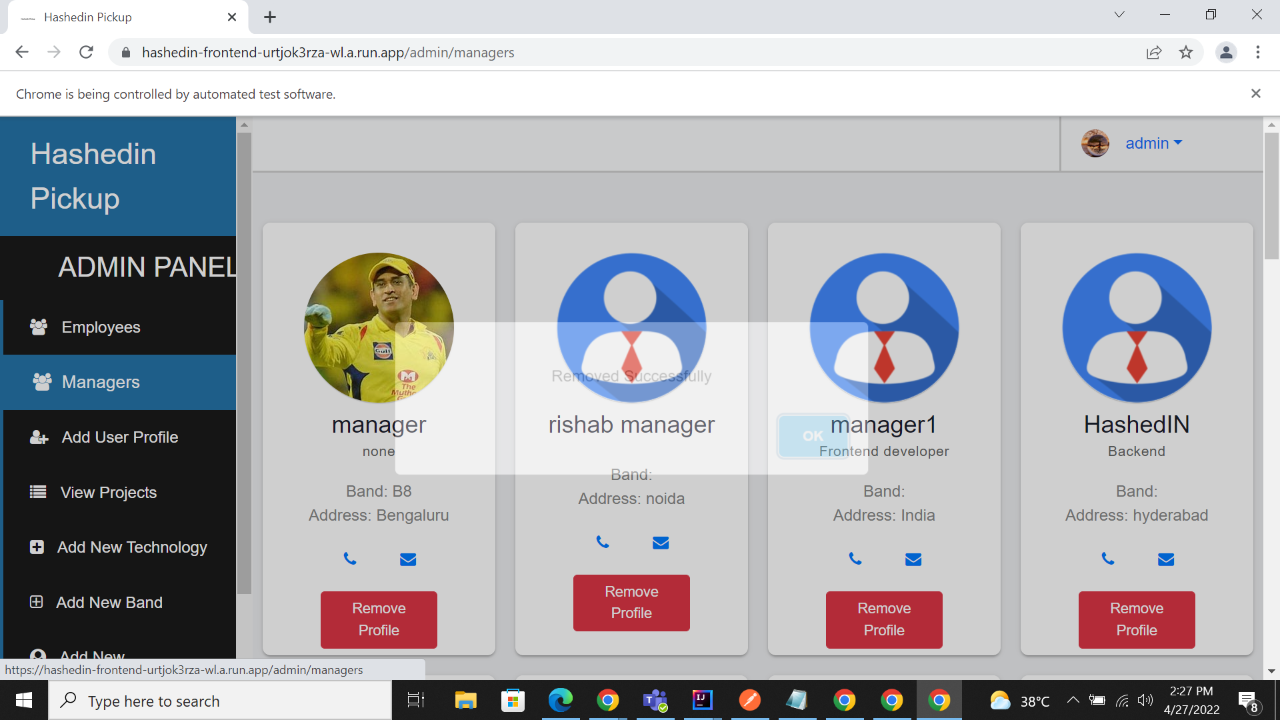 Hashedin Pickup
hashedin-frontend-urtjok3rza-wl.a.run.app/admin/managers
Chrome is being controlled by automated test software.
Hashedin
Pickup
ADMIN PANEL
Employees
Managers
Add User Profile
View Projects
Add New Technology
Add New Band
Add New
admin
manager
none
Band: B8
Address: Bengaluru
Remove
Profile
rishab manager
Band:
Address: noida
Remove
Profile
manager1
Frontend developer
Band:
Address: India
Remove
Profile
HashedIN
Backend
Band:
Address: hyderabad
Remove
Profile
Removed Successfully
OK
https://hashedin-frontend-urtjok3rza-wl.a.run.app/admin/managers
Type here to search
38°C
2:27 PM
4/27/2022
8